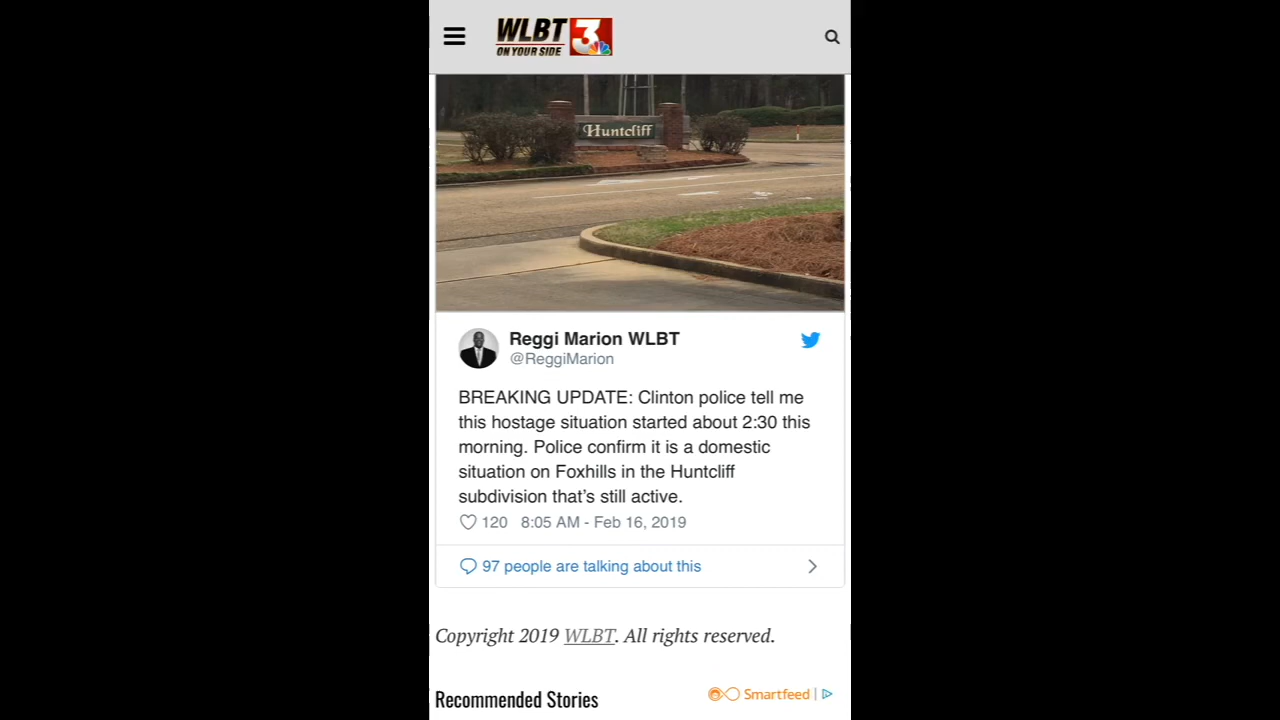 WLBT 3
ON YOUR SIDE
Huntcliff
Reggi Marion WLBT
@ReggiMarion
BREAKING UPDATE: Clinton police tell me
this hostage situation started about 2:30 this
morning. Police confirm it is a domestic
situation on Foxhills in the Huntcliff
subdivision that’s still active.
120 8:05 AM - Feb 16, 2019
97 people are talking about this
Copyright 2019 WLBT. All rights reserved.
Recommended Stories
Smartfeed